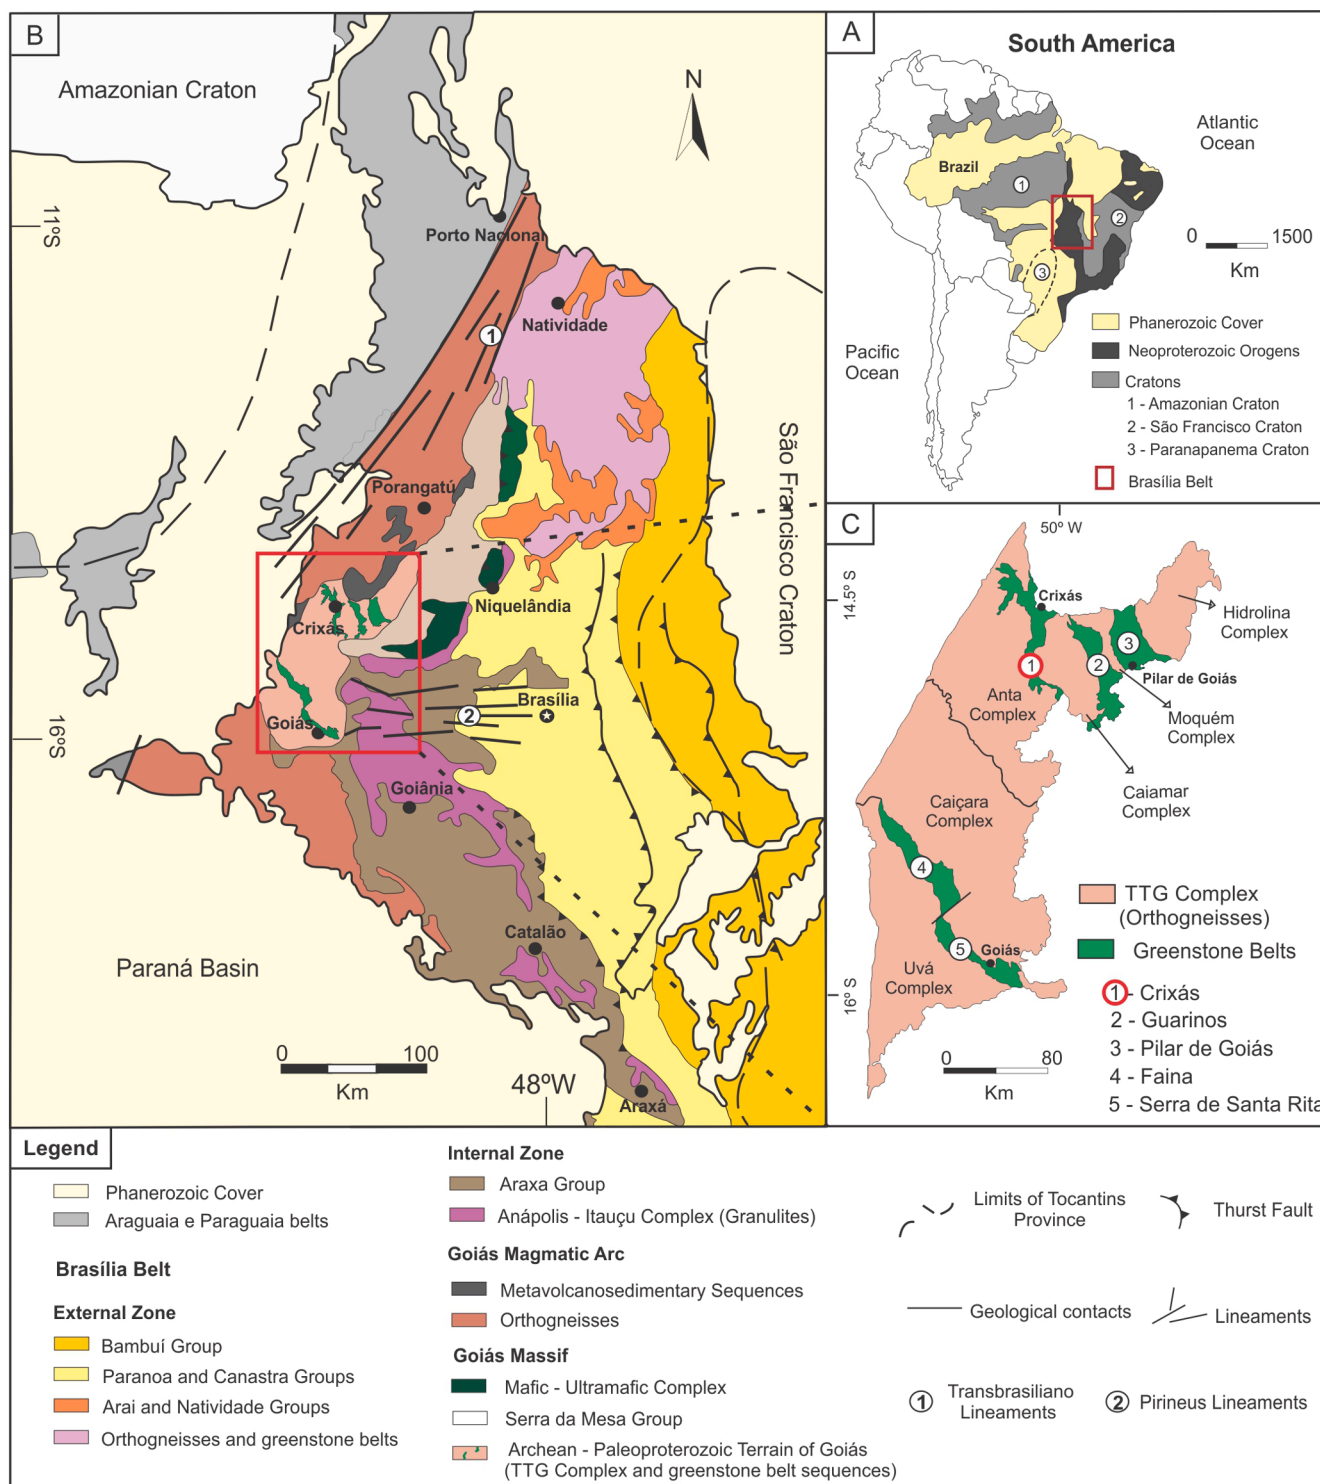 B
Amazonian Craton
N
11ºS
Porto Nacional
1
Natividade
São Francisco Craton
Porangatú
Niquelândia
Crixás
Brasília
2
Goiás
16ºS
Goiânia
Catalão
Paraná Basin
0 100
Km
48ºW
Araxá
A
South America
Atlantic
Ocean
Brazil
1
2
3
0 1500
Km
Pacific
Ocean
Phanerozoic Cover
Neoproterozoic Orogens
Cratons
1 - Amazonian Craton
2 - São Francisco Craton
3 - Paranapanema Craton
Brasília Belt
C
50º W
14.5º S
Crixás
Hidrolina
Complex
3
2
1
Pilar de Goiás
Anta
Complex
Moquém
Complex
Caiamar
Complex
Caiçara
Complex
4
TTG Complex
(Orthogneisses)
5
Goiás
Greenstone Belts
Uvá
Complex
16º S
1 - Crixás
2 - Guarinos
3 - Pilar de Goiás
4 - Faina
5 - Serra de Santa Rita
0 80
Km
Legend
Phanerozoic Cover
Araguaia e Paraguaia belts
Brasília Belt
External Zone
Bambuí Group
Paranoa and Canastra Groups
Arai and Natividade Groups
Orthogneisses and greenstone belts
Internal Zone
Araxa Group
Anápolis - Itauçu Complex (Granulites)
Goiás Magmatic Arc
Metavolcanosedimentary Sequences
Orthogneisses
Goiás Massif
Mafic - Ultramafic Complex
Serra da Mesa Group
Archean - Paleoproterozoic Terrain of Goiás
(TTG Complex and greenstone belt sequences)
Limits of Tocantins
Province
Thurst Fault
Geological contacts
Lineaments
1 Transbrasiliano
Lineaments
2 Pirineus Lineaments